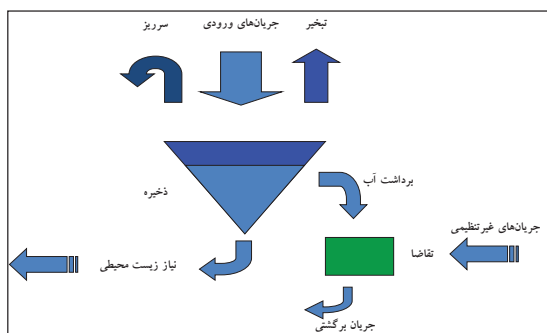 سرریز
جریان‌های ورودی
تبخیر
ذخیره
برداشت آب
جریان‌های غیرتنظیمی
تقاضا
نیاز زیست محیطی
جریان برگشتی